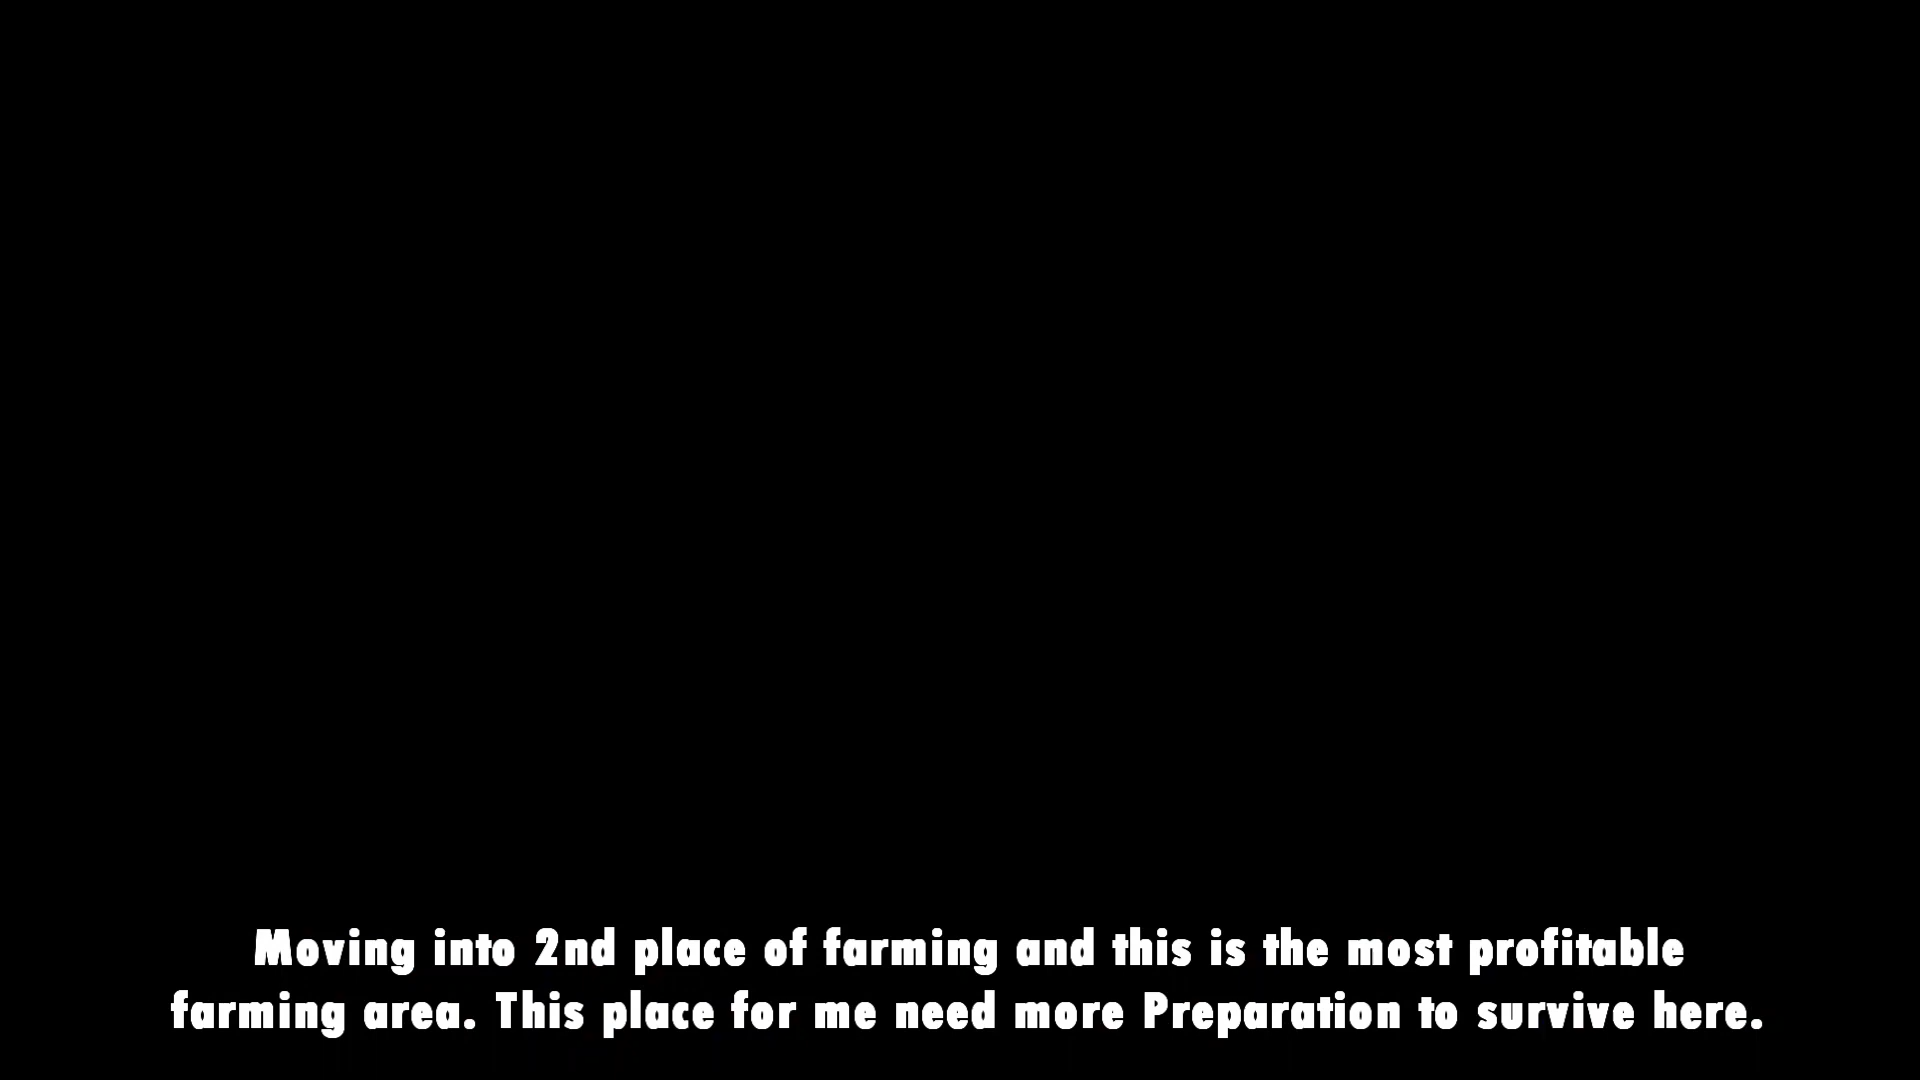 Moving into 2nd place of farming and this is the most profitable
farming area. This place for me need more Preparation to survive here.